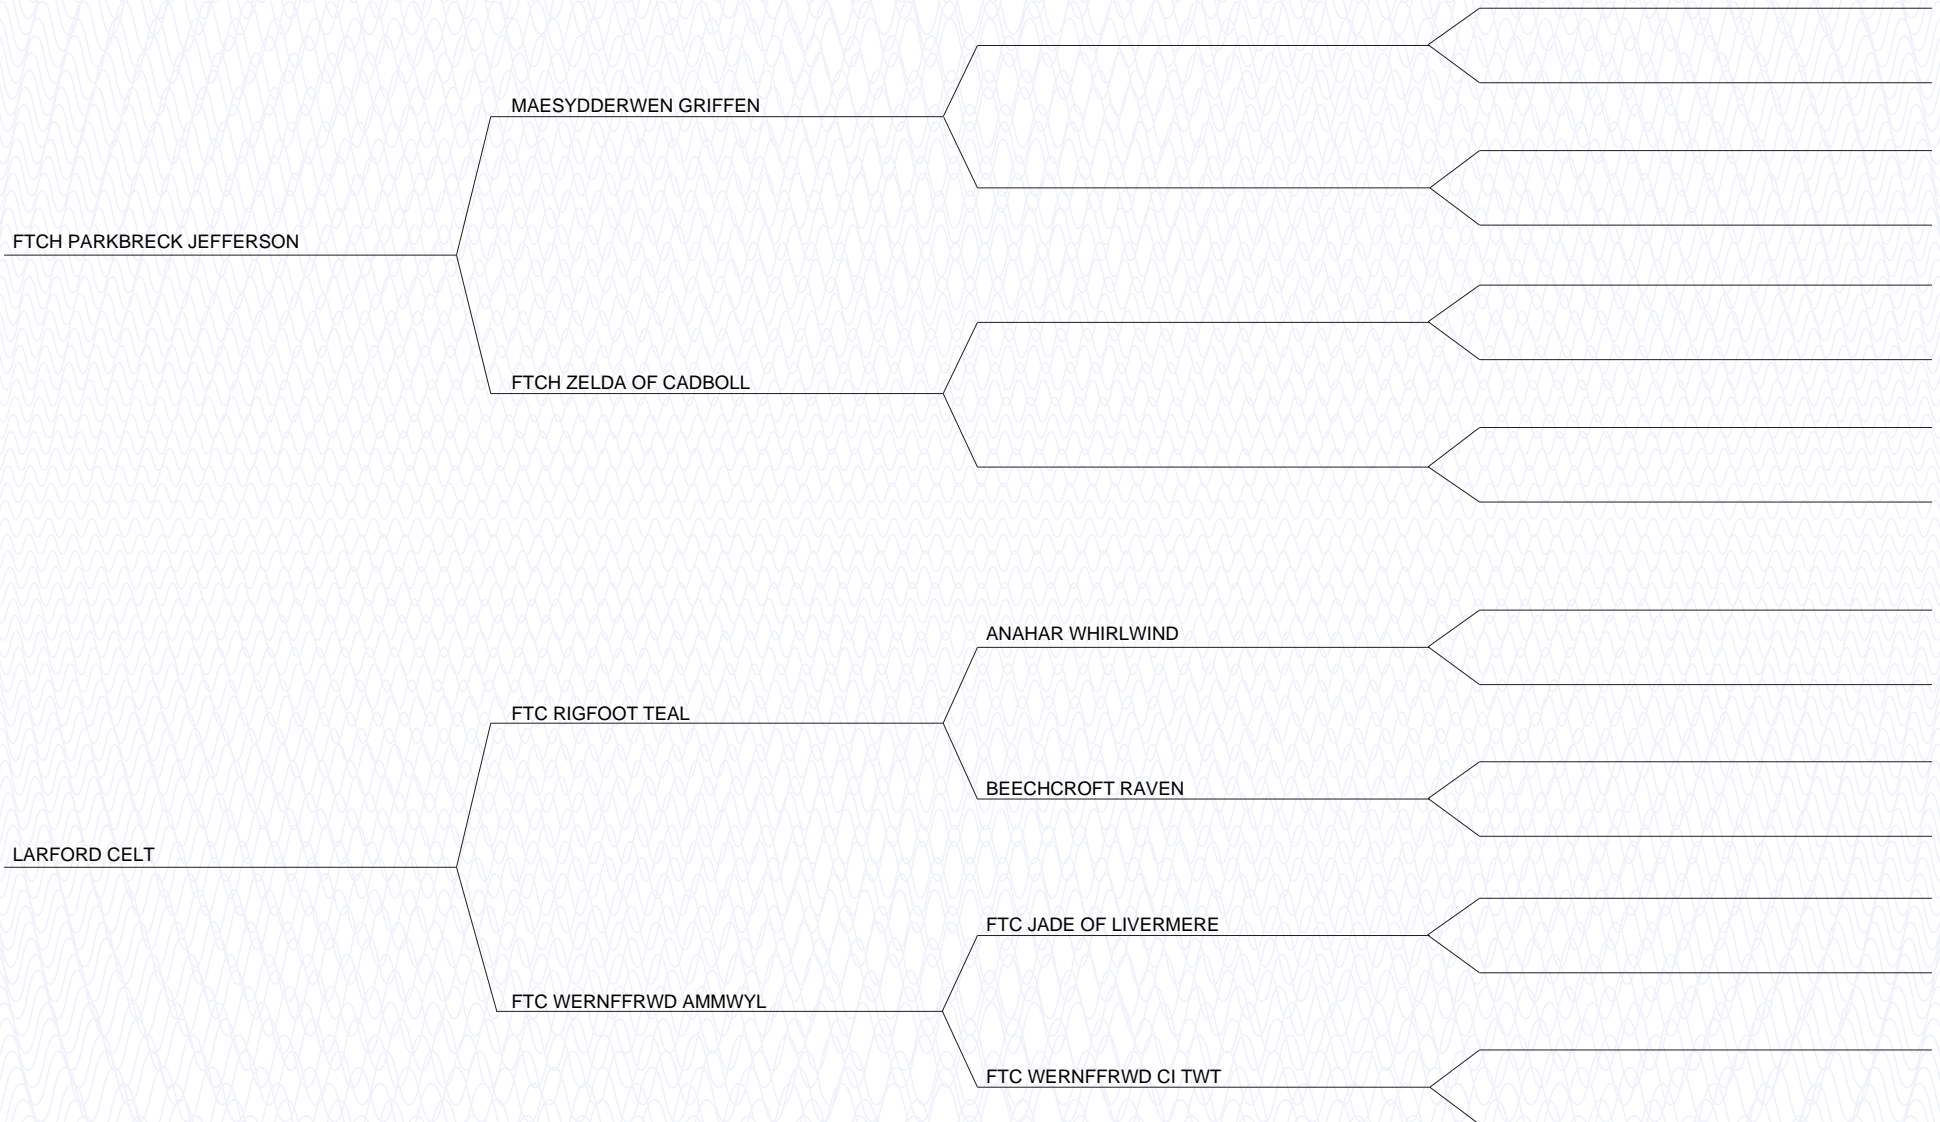 MAESYDDERWEN GRIFFEN
FTCH PARKBRECK JEFFERSON
FTCH ZELDA OF CADBOLL
ANAHAR WHIRLWIND
FTC RIGFOOT TEAL
BEECHCROFT RAVEN
LARFORD CELT
FTC JADE OF LIVERMERE
FTC WERNFFRWD AMMWYL
FTC WERNFFRWD CI TWT